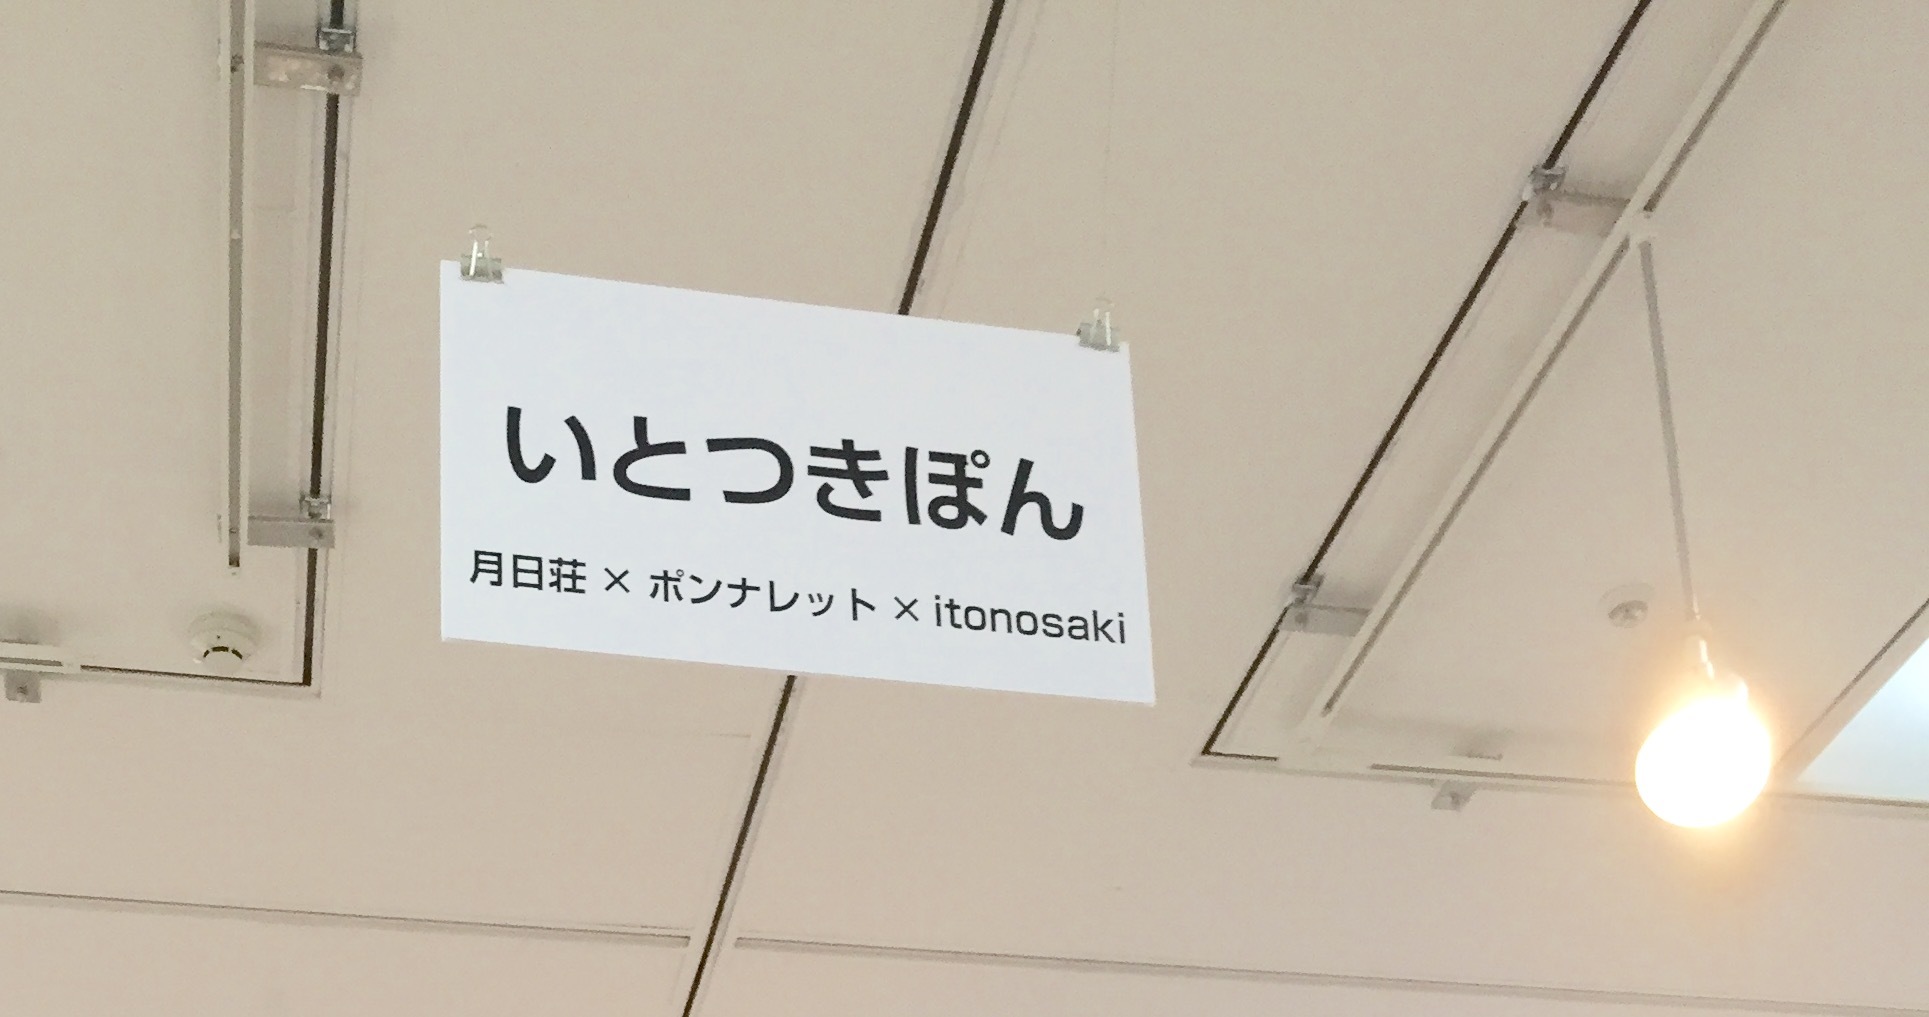 いとつきぽん
月日荘 × ポンナレット × itonosaki